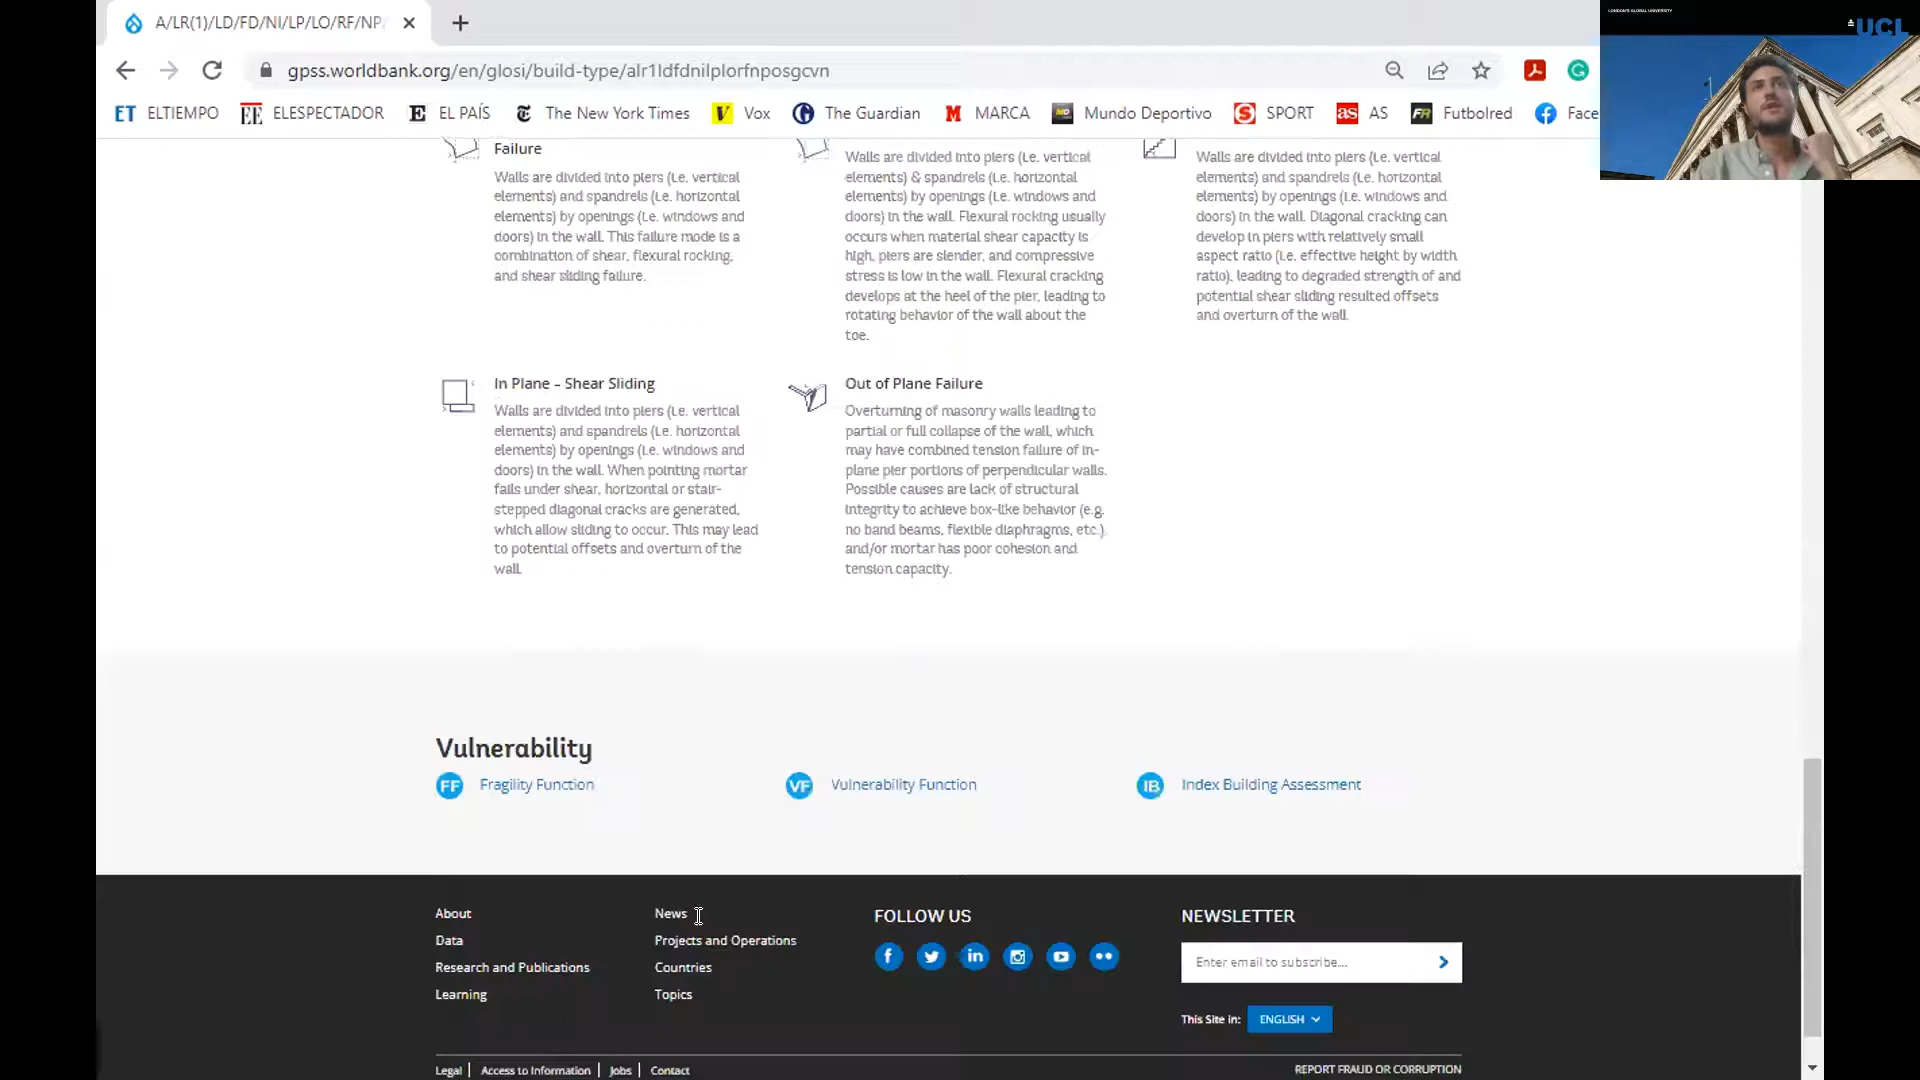 A/LR(1)/LD/FD/NI/LP/LO/RF/NP/
LONDON'S GLOBAL UNIVERSITY
UCL
gpss.worldbank.org/en/glosi/build-type/alr1ldfdnilplorfnposgcvn
ET ELTIEMPO EE ELESPECTADOR E EL PAÍS The New York Times V Vox The Guardian M MARCA MD Mundo Deportivo S SPORT as AS FR Futbolred Face
Failure
Walls are divided into piers (i.e. vertical
elements) and spandrels (i.e. horizontal
elements) by openings (i.e. windows and
doors) in the wall. This failure mode is a
combination of shear, flexural rocking,
and shear sliding failure.
Walls are divided into piers (i.e. vertical
elements) & spandrels (i.e. horizontal
elements) by openings (i.e. windows and
doors) in the wall. Flexural rocking usually
occurs when material shear capacity is
high, piers are slender, and compressive
stress is low in the wall. Flexural cracking
develops at the heel of the pier, leading to
rotating behavior of the wall about the
toe.
Walls are divided into piers (i.e. vertical
elements) and spandrels (i.e. horizontal
elements) by openings (i.e. windows and
doors) in the wall. Diagonal cracking can
develop in piers with relatively small
aspect ratio (i.e. effective height by width
ratio), leading to degraded strength of and
potential shear sliding resulted offsets
and overturn of the wall.
In Plane - Shear Sliding
Walls are divided into piers (i.e. vertical
elements) and spandrels (i.e. horizontal
elements) by openings (i.e. windows and
doors) in the wall. When pointing mortar
fails under shear, horizontal or stair-
stepped diagonal cracks are generated,
which allow sliding to occur. This may lead
to potential offsets and overturn of the
wall.
Out of Plane Failure
Overturning of masonry walls leading to
partial or full collapse of the wall, which
may have combined tension failure of in-
plane pier portions of perpendicular walls.
Possible causes are lack of structural
integrity to achieve box-like behavior (e.g.
no band beams, flexible diaphragms, etc.),
and/or mortar has poor cohesion and
tension capacity.
Vulnerability
FF Fragility Function
VF Vulnerability Function
IB Index Building Assessment
About
Data
Research and Publications
Learning
News
Projects and Operations
Countries
Topics
FOLLOW US
NEWSLETTER
Enter email to subscribe...
This Site in: ENGLISH
Legal | Access to Information | Jobs | Contact
REPORT FRAUD OR CORRUPTION